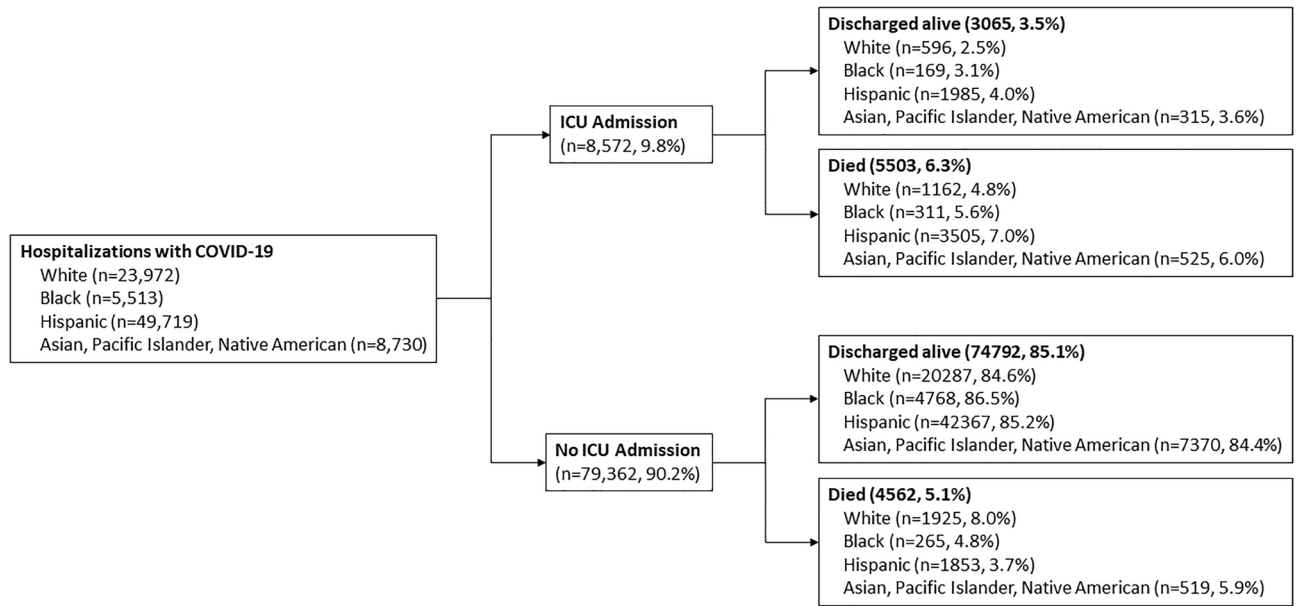 Hospitalizations with COVID-19
White (n=23,972)
Black (n=5,513)
Hispanic (n=49,719)
Asian, Pacific Islander, Native American (n=8,730)
ICU Admission
(n=8,572, 9.8%)
No ICU Admission
(n=79,362, 90.2%)
Discharged alive (3065, 3.5%)
White (n=596, 2.5%)
Black (n=169, 3.1%)
Hispanic (n=1985, 4.0%)
Asian, Pacific Islander, Native American (n=315, 3.6%)
Died (5503, 6.3%)
White (n=1162, 4.8%)
Black (n=311, 5.6%)
Hispanic (n=3505, 7.0%)
Asian, Pacific Islander, Native American (n=525, 6.0%)
Discharged alive (74792, 85.1%)
White (n=20287, 84.6%)
Black (n=4768, 86.5%)
Hispanic (n=42367, 85.2%)
Asian, Pacific Islander, Native American (n=7370, 84.4%)
Died (4562, 5.1%)
White (n=1925, 8.0%)
Black (n=265, 4.8%)
Hispanic (n=1853, 3.7%)
Asian, Pacific Islander, Native American (n=519, 5.9%)